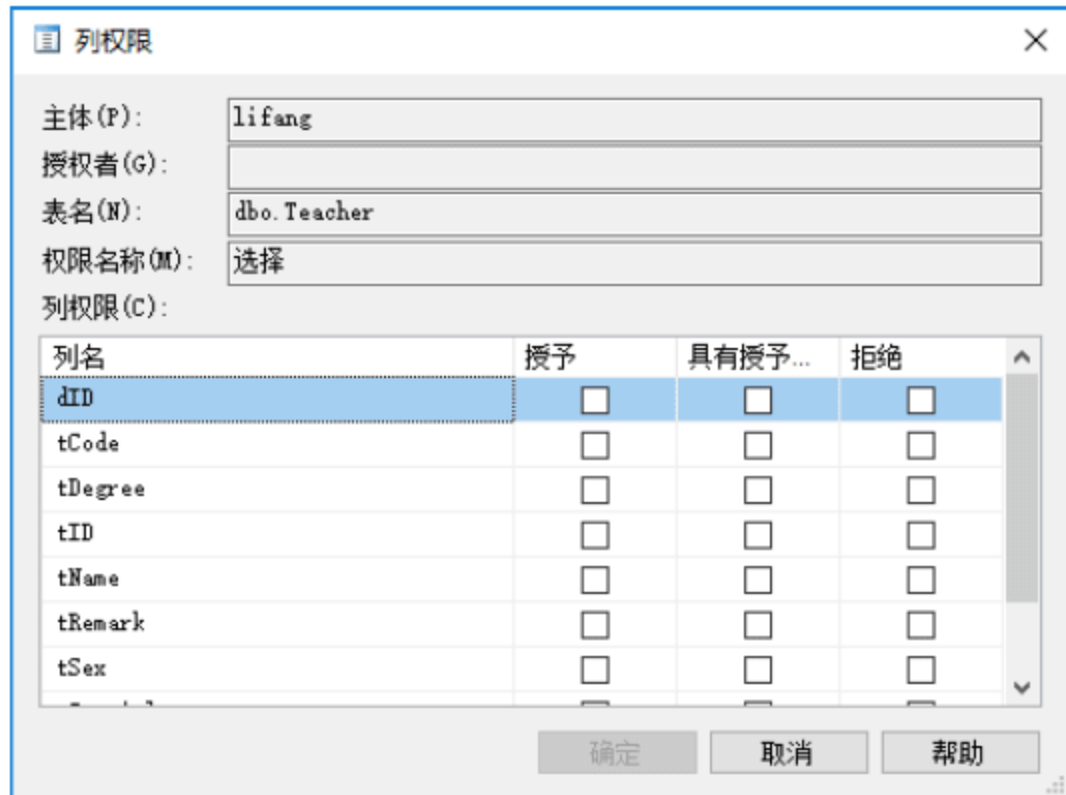 列权限
主体(P): lifang
授权者(G):
表名(N): dbo.Teacher
权限名称(M): 选择
列权限(C):
列名 授予 具有授予... 拒绝
dID
tCode
tDegree
tID
tName
tRemark
tSex
确定 取消 帮助